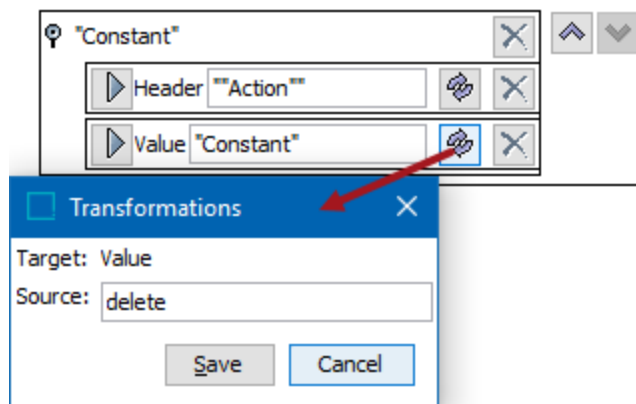 "Constant"
Header ""Action""
Value "Constant"
Transformations
Target: Value
Source: delete
Save Cancel